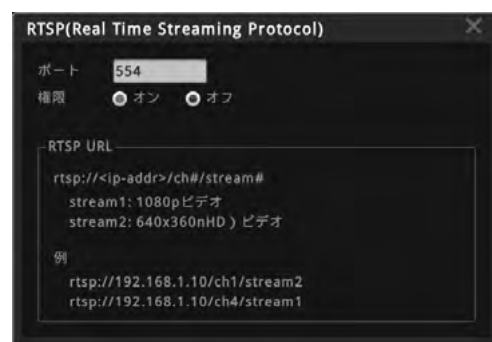 RTSP(Real Time Streaming Protocol)
ポート 554
権限 オン オフ
RTSP URL
rtsp://<ip-addr>/ch#/stream#
stream1: 1080pビデオ
stream2: 640x360nHD ) ビデオ
例
rtsp://192.168.1.10/ch1/stream2
rtsp://192.168.1.10/ch4/stream1